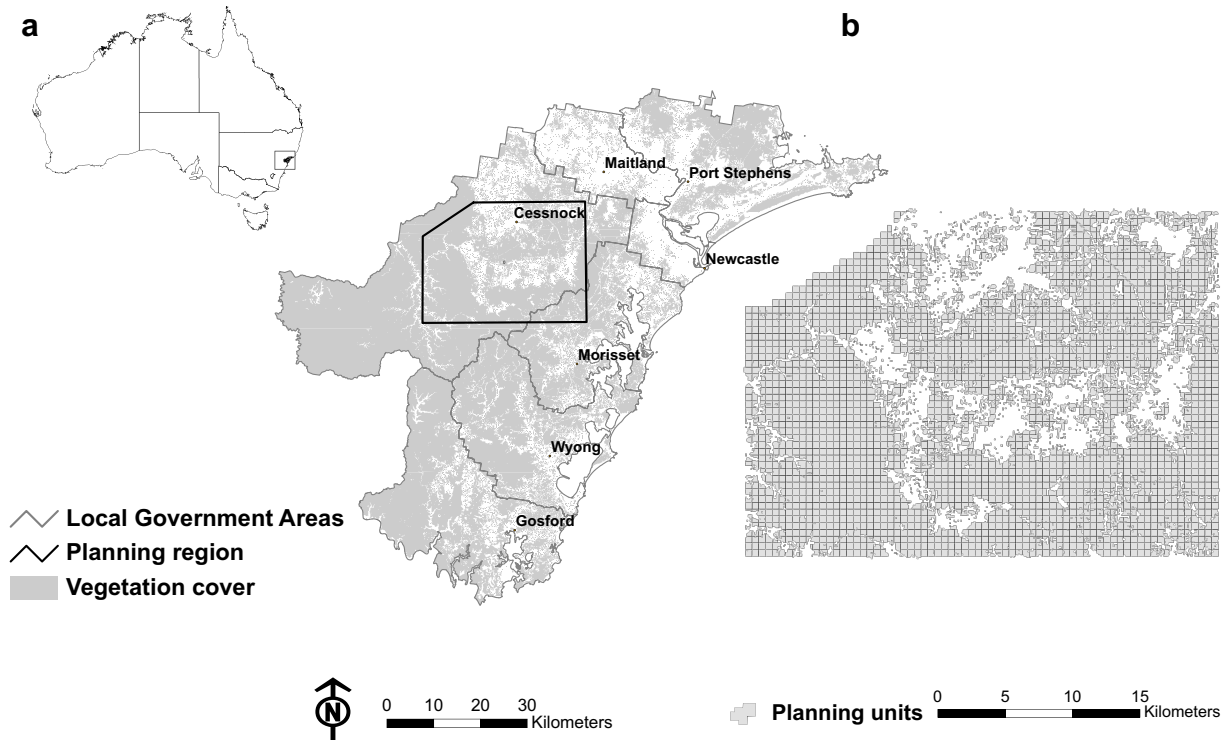 a
b
Maitland
Port Stephens
Cessnock
Newcastle
Morisset
Wyong
Gosford
Local Government Areas
Planning region
Vegetation cover
N
0 10 20 30
Kilometers
Planning units
0 5 10 15
Kilometers